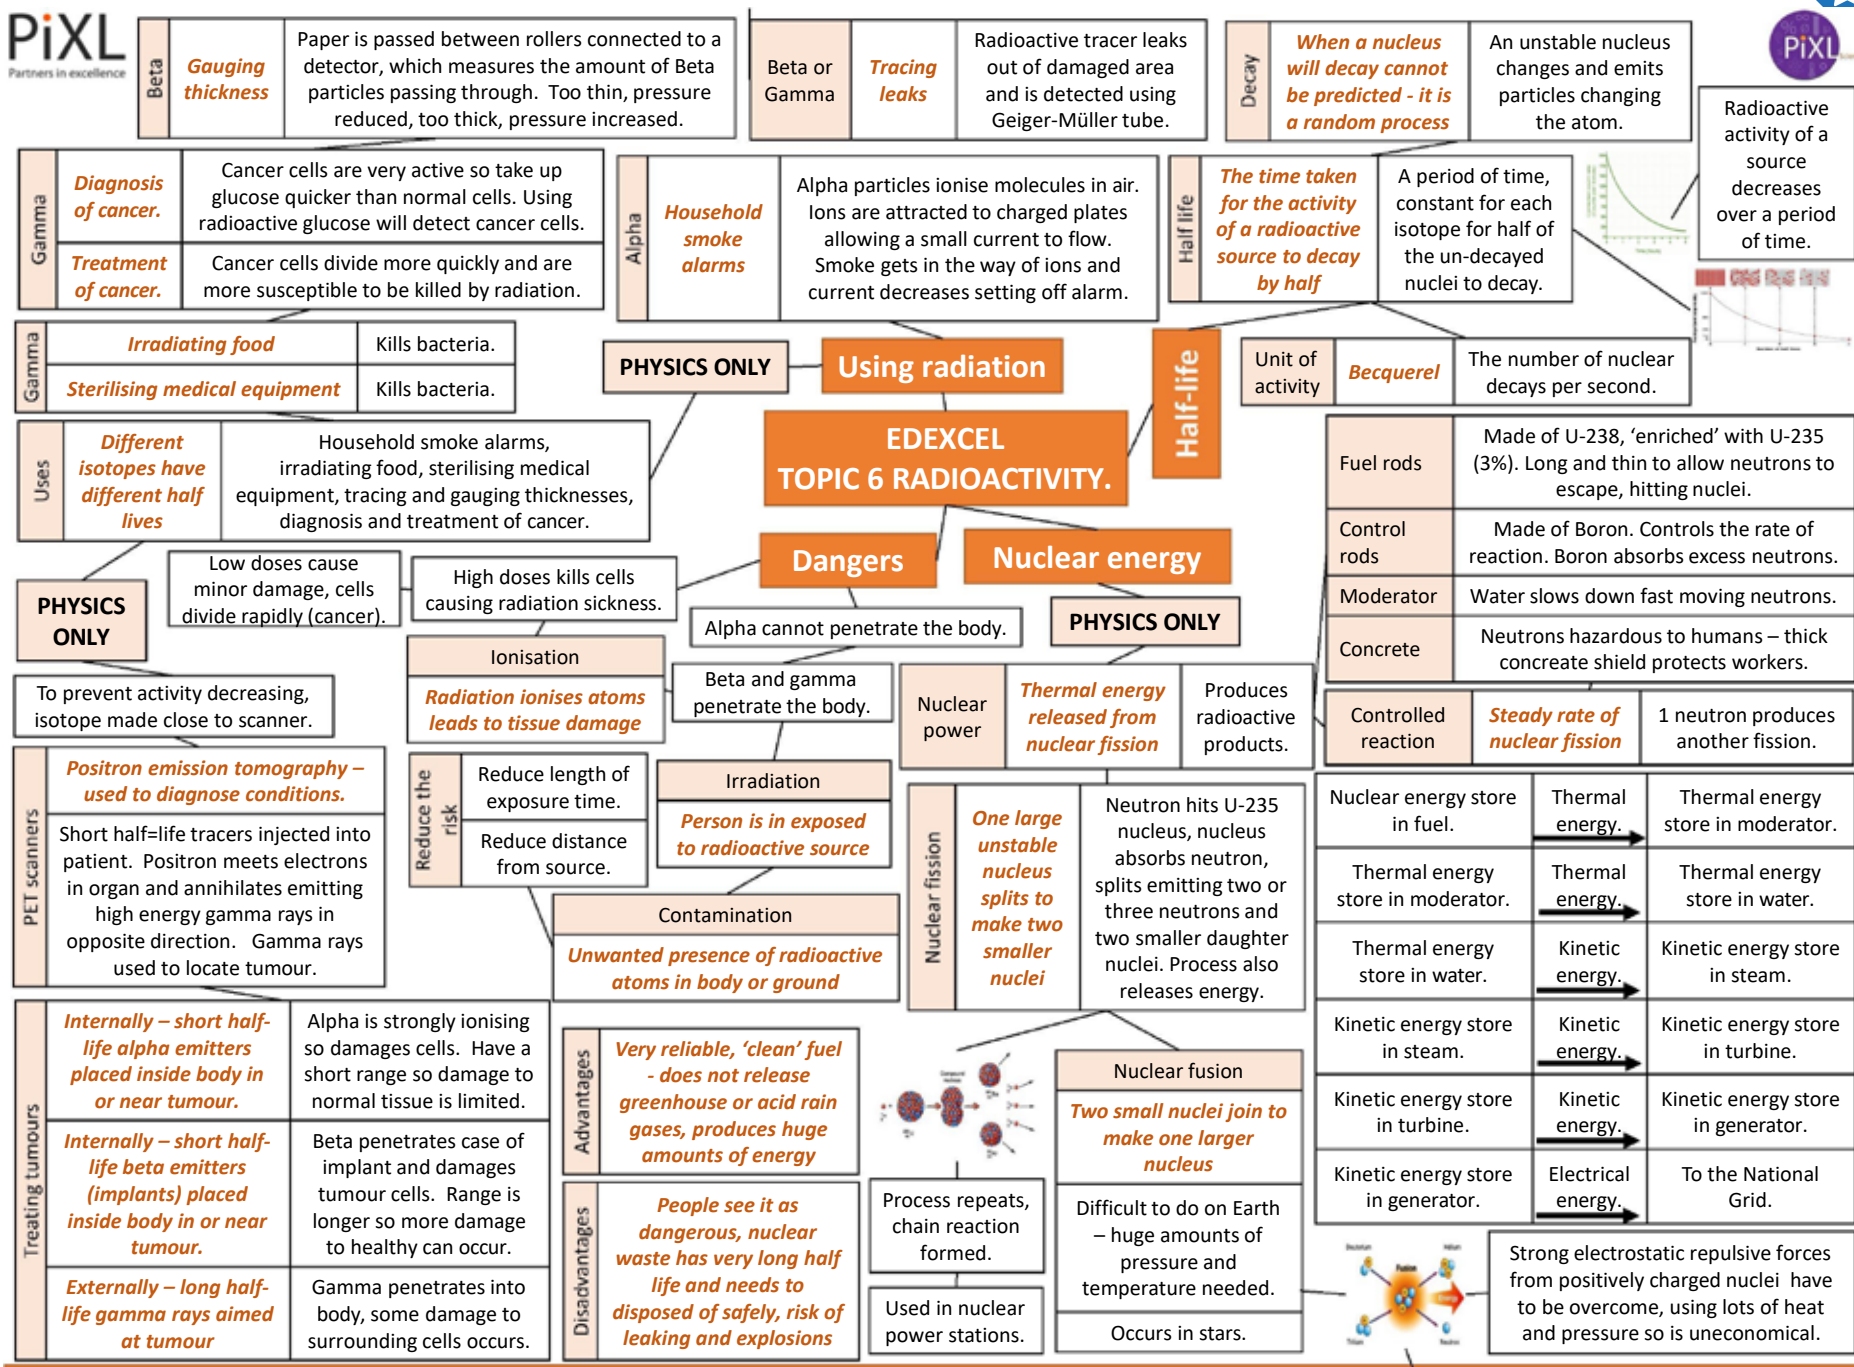 PiXL
Partners in excellence
Beta
Gauging
thickness
Paper is passed between rollers connected to a
detector, which measures the amount of Beta
particles passing through.  Too thin, pressure
reduced, too thick, pressure increased.
Beta or
Gamma
Tracing
leaks
Radioactive tracer leaks
out of damaged area
and is detected using
Geiger-Müller tube.
Decay
When a nucleus
will decay cannot
be predicted - it is
a random process
An unstable nucleus
changes and emits
particles changing
the atom.
PiXL
Radioactive
activity of a
source
decreases
over a period
of time.
Gamma
Diagnosis
of cancer.
Cancer cells are very active so take up
glucose quicker than normal cells. Using
radioactive glucose will detect cancer cells.
Treatment
of cancer.
Cancer cells divide more quickly and are
more susceptible to be killed by radiation.
Alpha
Household
smoke
alarms
Alpha particles ionise molecules in air.
Ions are attracted to charged plates
allowing a small current to flow.
Smoke gets in the way of ions and
current decreases setting off alarm.
Half life
The time taken
for the activity
of a radioactive
source to decay
by half
A period of time,
constant for each
isotope for half of
the un-decayed
nuclei to decay.
Gamma
Irradiating food
Kills bacteria.
Sterilising medical equipment
Kills bacteria.
PHYSICS ONLY
Using radiation
Half-life
Unit of
activity
Becquerel
The number of nuclear
decays per second.
Uses
Different
isotopes have
different half
lives
Household smoke alarms,
irradiating food, sterilising medical
equipment, tracing and gauging thicknesses,
diagnosis and treatment of cancer.
EDEXCEL
TOPIC 6 RADIOACTIVITY.
Fuel rods
Made of U-238, ‘enriched’ with U-235
(3%). Long and thin to allow neutrons to
escape, hitting nuclei.
Control
rods
Made of Boron. Controls the rate of
reaction. Boron absorbs excess neutrons.
Moderator
Water slows down fast moving neutrons.
Concrete
Neutrons hazardous to humans – thick
concreate shield protects workers.
PHYSICS
ONLY
Low doses cause
minor damage, cells
divide rapidly (cancer).
High doses kills cells
causing radiation sickness.
Dangers
Nuclear energy
Alpha cannot penetrate the body.
PHYSICS ONLY
Ionisation
Radiation ionises atoms
leads to tissue damage
Beta and gamma
penetrate the body.
Nuclear
power
Thermal energy
released from
nuclear fission
Produces
radioactive
products.
Controlled
reaction
Steady rate of
nuclear fission
1 neutron produces
another fission.
To prevent activity decreasing,
isotope made close to scanner.
PET scanners
Positron emission tomography –
used to diagnose conditions.
Short half=life tracers injected into
patient.  Positron meets electrons
in organ and annihilates emitting
high energy gamma rays in
opposite direction.   Gamma rays
used to locate tumour.
Reduce the
risk
Reduce length of
exposure time.
Reduce distance
from source.
Irradiation
Person is in exposed
to radioactive source
Contamination
Unwanted presence of radioactive
atoms in body or ground
Nuclear fission
One large
unstable
nucleus
splits to
make two
smaller
nuclei
Neutron hits U-235
nucleus, nucleus
absorbs neutron,
splits emitting two or
three neutrons and
two smaller daughter
nuclei. Process also
releases energy.
Nuclear energy store
in fuel.
Thermal
energy.
Thermal energy
store in moderator.
Thermal energy
store in moderator.
Thermal
energy.
Thermal energy
store in water.
Thermal energy
store in water.
Kinetic
energy.
Kinetic energy store
in steam.
Kinetic energy store
in steam.
Kinetic
energy.
Kinetic energy store
in turbine.
Kinetic energy store
in turbine.
Kinetic
energy.
Kinetic energy store
in generator.
Kinetic energy store
in generator.
Electrical
energy.
To the National
Grid.
Treating tumours
Internally – short half-
life alpha emitters
placed inside body in
or near tumour.
Alpha is strongly ionising
so damages cells.  Have a
short range so damage to
normal tissue is limited.
Internally – short half-
life beta emitters
(implants) placed
inside body in or near
tumour.
Beta penetrates case of
implant and damages
tumour cells.  Range is
longer so more damage
to healthy can occur.
Externally – long half-
life gamma rays aimed
at tumour
Gamma penetrates into
body, some damage to
surrounding cells occurs.
Advantages
Very reliable, ‘clean’ fuel
- does not release
greenhouse or acid rain
gases, produces huge
amounts of energy
Disadvantages
People see it as
dangerous, nuclear
waste has very long half
life and needs to
disposed of safely, risk of
leaking and explosions
Process repeats,
chain reaction
formed.
Used in nuclear
power stations.
Nuclear fusion
Two small nuclei join to
make one larger
nucleus
Difficult to do on Earth
– huge amounts of
pressure and
temperature needed.
Occurs in stars.
Fusion
Strong electrostatic repulsive forces
from positively charged nuclei  have
to be overcome, using lots of heat
and pressure so is uneconomical.